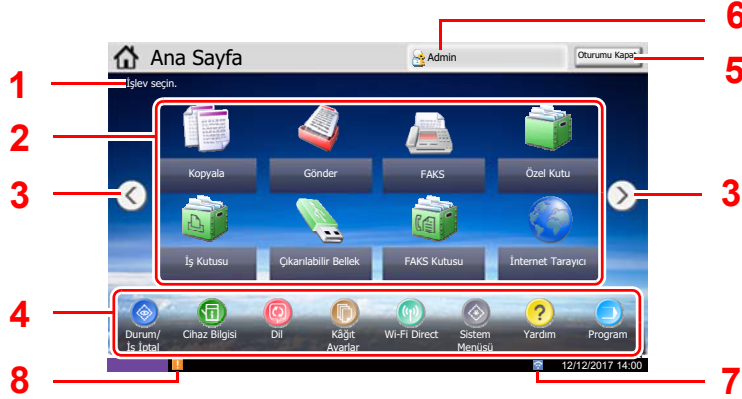 6
Ana Sayfa
Admin
Oturumu Kapat
5
1
İşlev seçin.
2
Kopyala
Gönder
FAKS
Özel Kutu
3
3
İş Kutusu
Çıkarılabilir Bellek
FAKS Kutusu
İnternet Tarayıcı
4
Durum/
İş İptal
Cihaz Bilgisi
Dil
Kâğıt
Ayarlar
Wi-Fi Direct
Sistem
Menüsü
Yardım
Program
12/12/2017 14:00
8
7